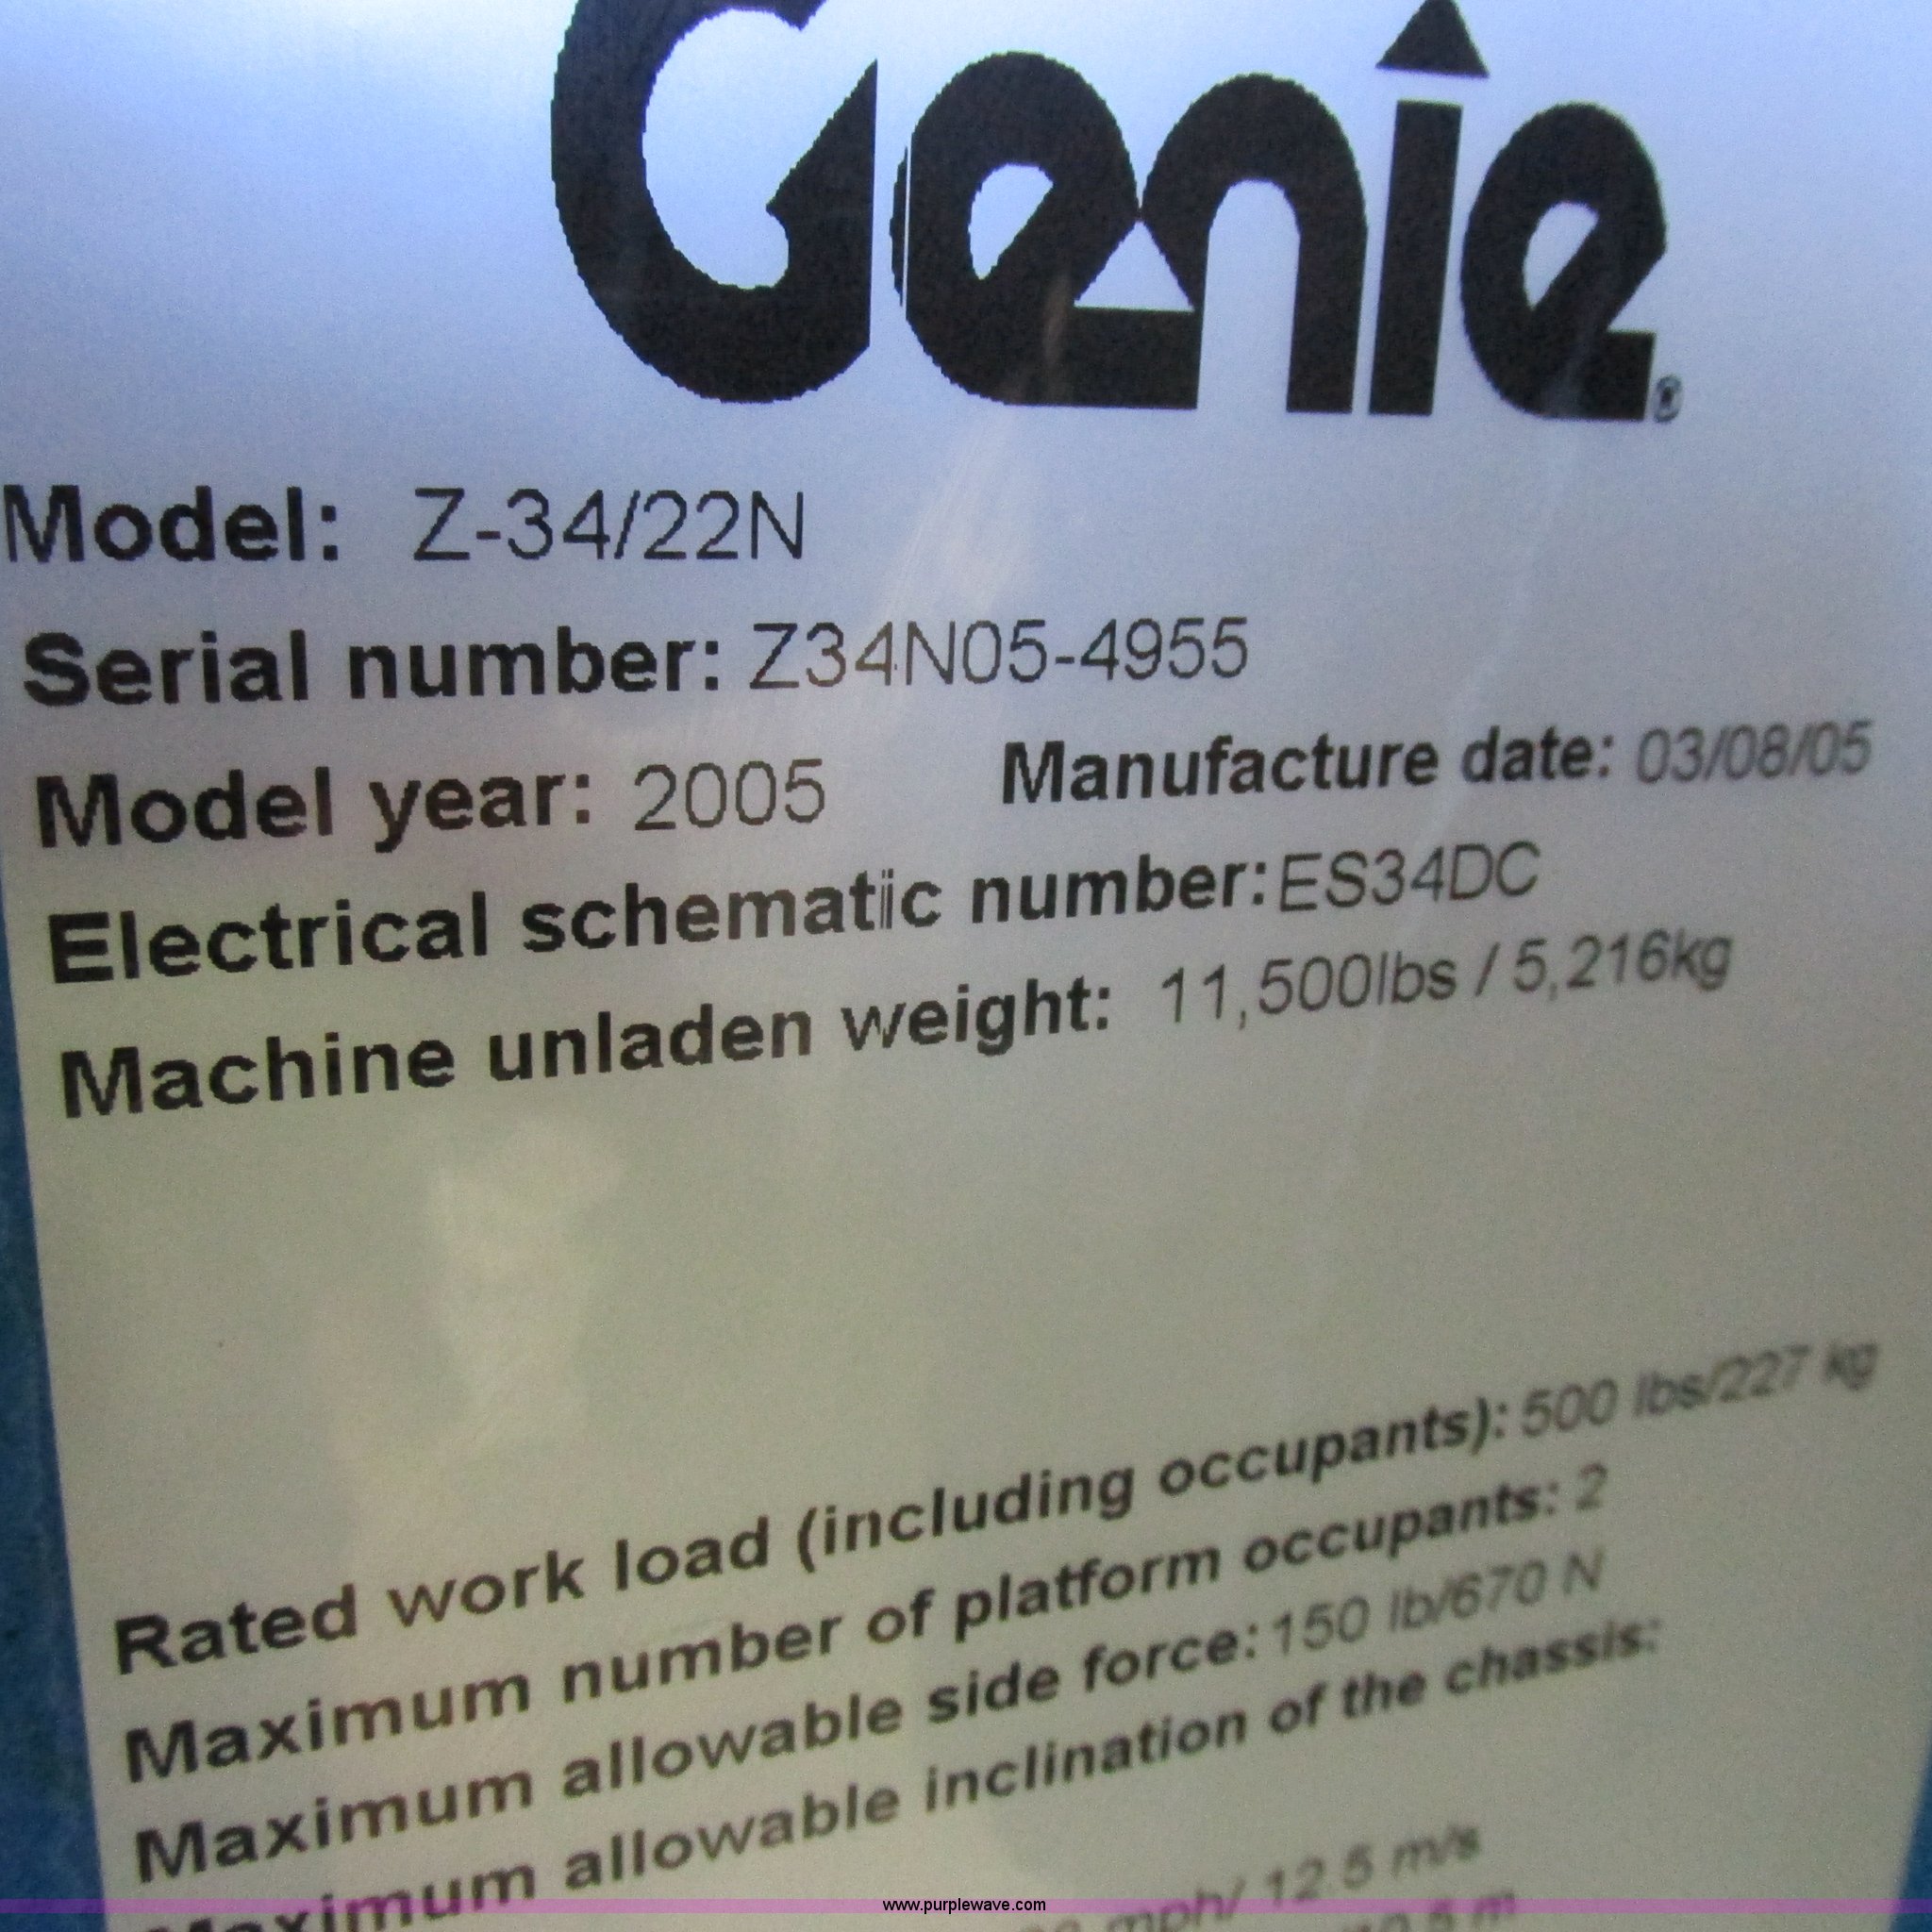 Genie®
Model: Z-34/22N
Serial number: Z34N05-4955
Model year: 2005 Manufacture date: 03/08/05
Electrical schematic number: ES34DC
Machine unladen weight: 11,500lbs / 5,216kg
Rated work load (including occupants): 500 lbs/227 kg
Maximum number of platform occupants: 2
Maximum allowable side force: 150 lb/670 N
Maximum allowable inclination of the chassis:
mph/ 12.5 m/s
www.purplewave.com